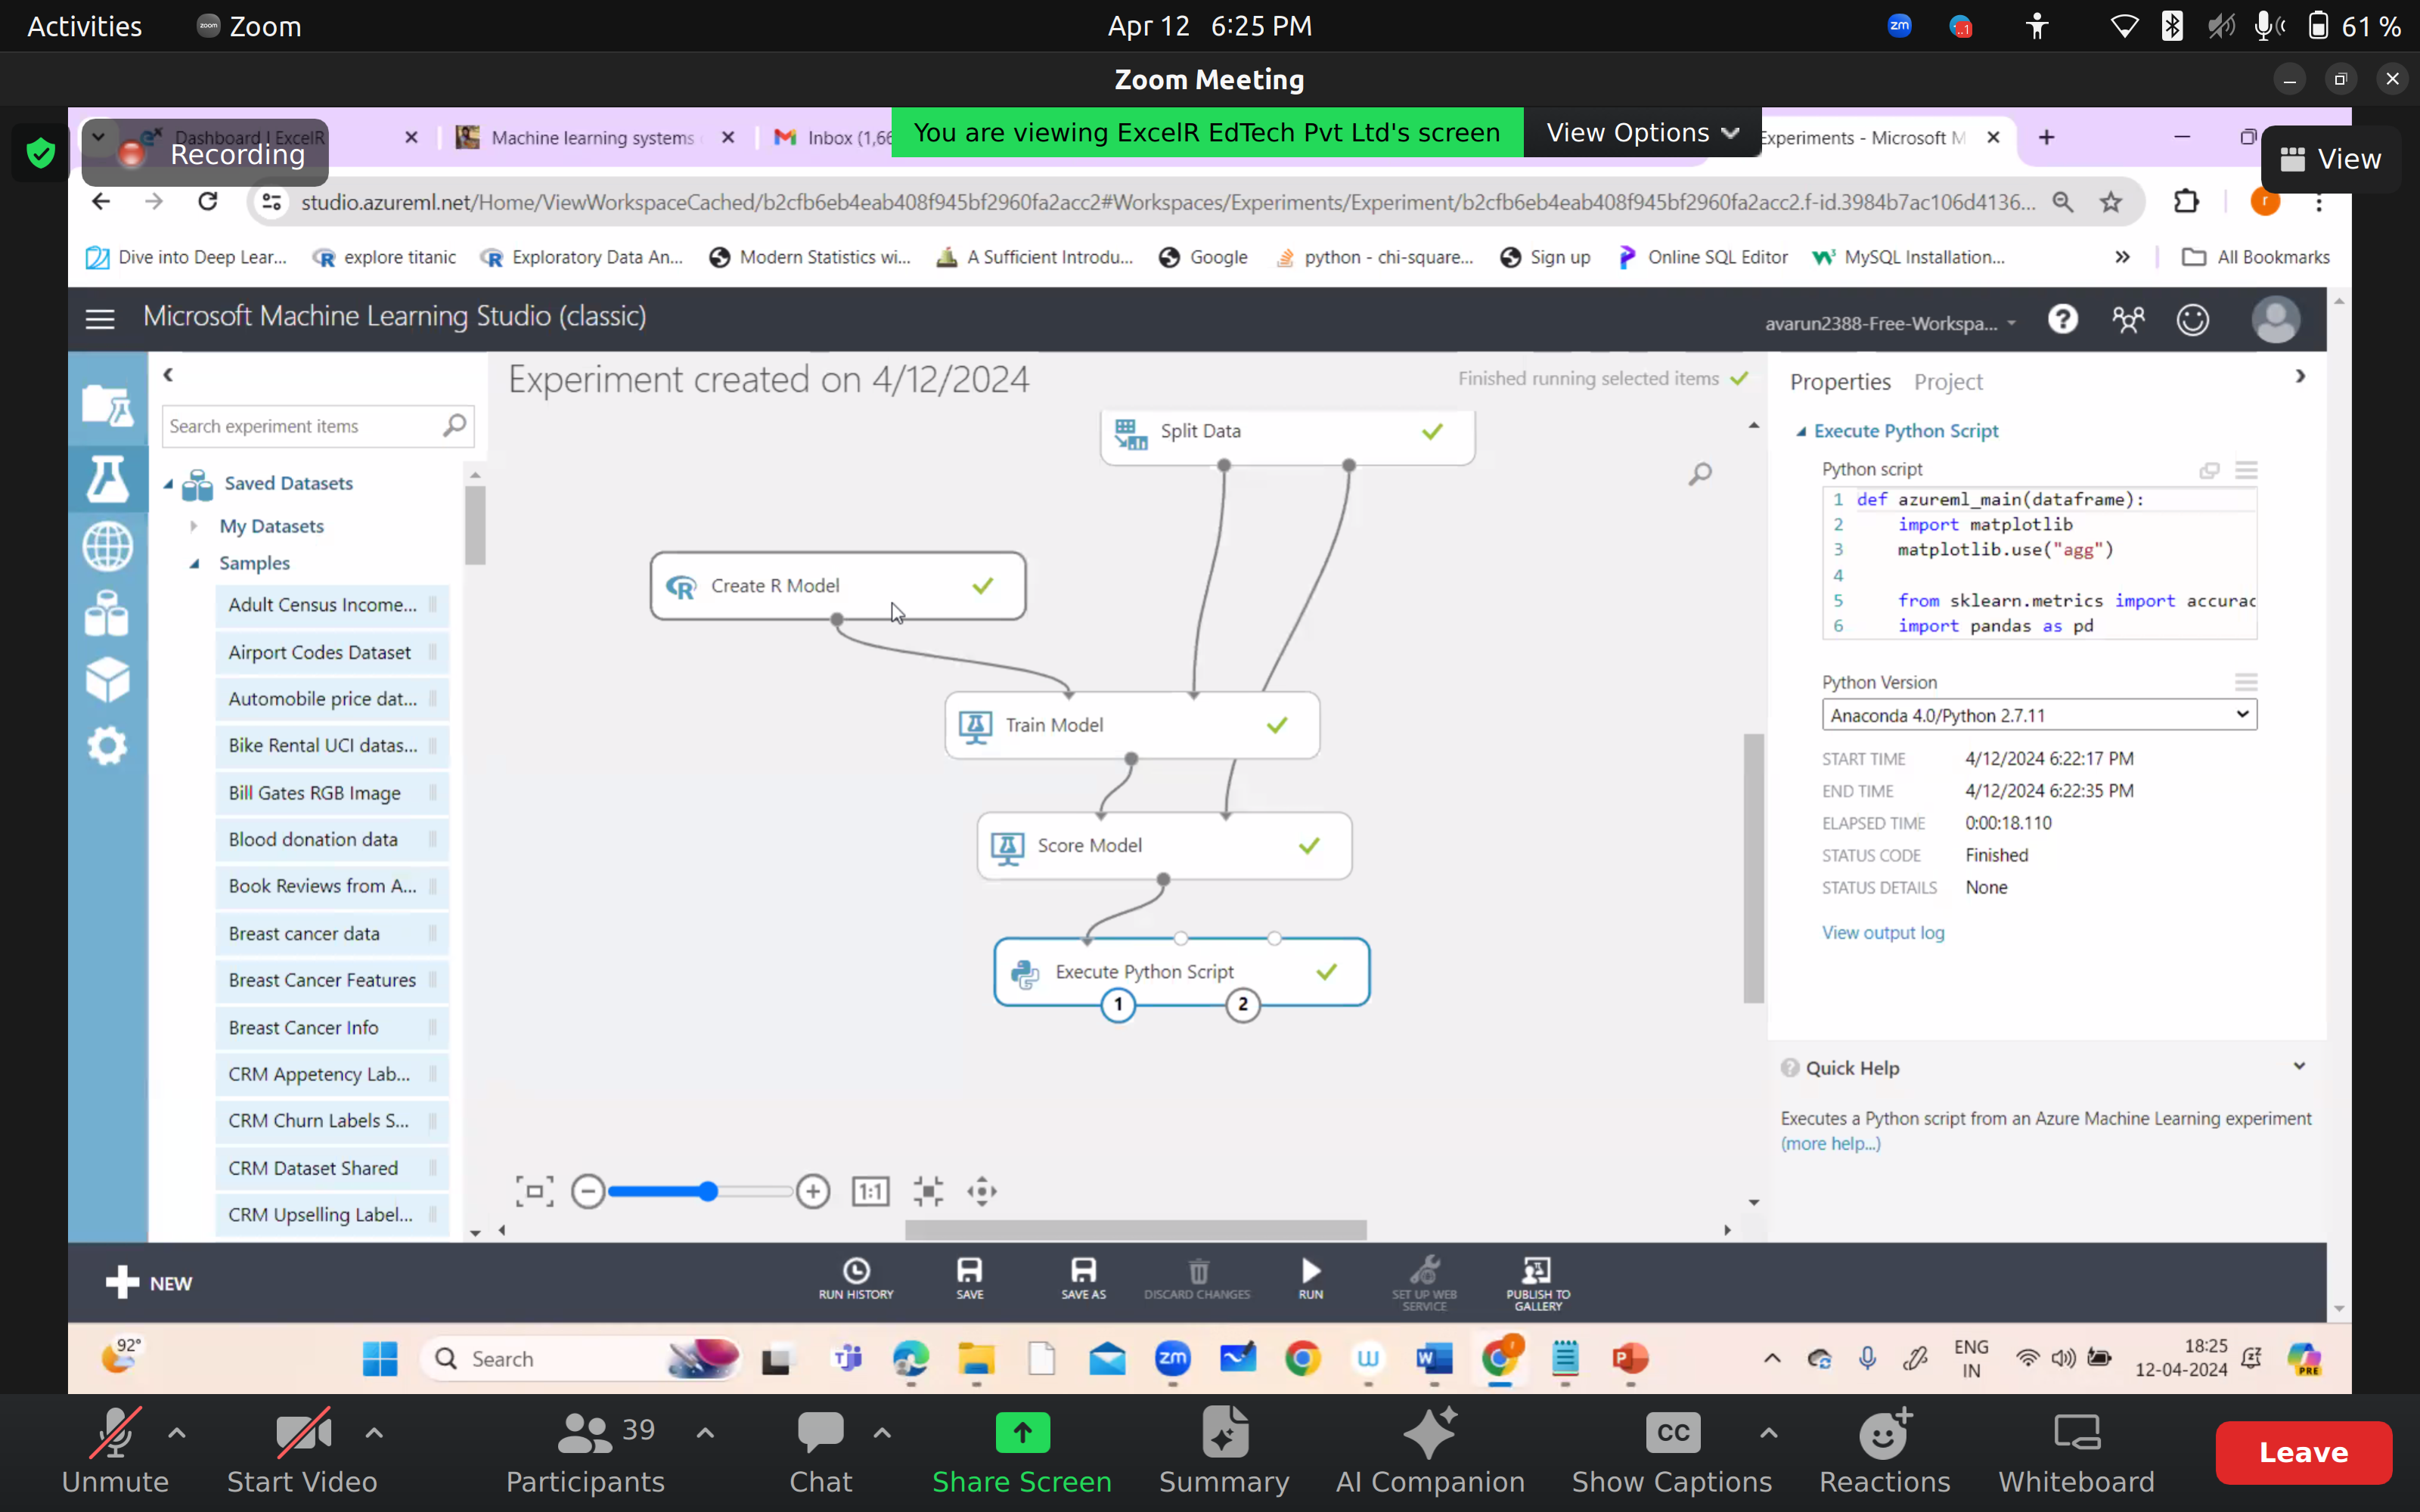 Activities
Zoom
Apr 12 6:25 PM
61 %
Zoom Meeting
Recording
Machine learning systems
Inbox (1,66
You are viewing ExcelR EdTech Pvt Ltd's screen
View Options
Experiments - Microsoft M
View
studio.azureml.net/Home/ViewWorkspaceCached/b2cfb6eb4eab408f945bf2960fa2acc2#Workspaces/Experiments/Experiment/b2cfb6eb4eab408f945bf2960fa2acc2.f-id.3984b7ac106d4136...
Dive into Deep Lear...
explore titanic
Exploratory Data An...
Modern Statistics wi...
A Sufficient Introdu...
Google
python - chi-square...
Sign up
Online SQL Editor
MySQL Installation...
All Bookmarks
Microsoft Machine Learning Studio (classic)
avarun2388-Free-Workspa...
Experiment created on 4/12/2024
Finished running selected items
Search experiment items
Saved Datasets
My Datasets
Samples
Adult Census Income...
Airport Codes Dataset
Automobile price dat...
Bike Rental UCI datas...
Bill Gates RGB Image
Blood donation data
Book Reviews from A...
Breast cancer data
Breast Cancer Features
Breast Cancer Info
CRM Appetency Lab...
CRM Churn Labels S...
CRM Dataset Shared
CRM Upselling Label...
Split Data
Create R Model
Train Model
Score Model
Execute Python Script
1
2
1:1
Properties
Project
Execute Python Script
Python script
1 def azureml_main(dataframe):
2 import matplotlib
3 matplotlib.use("agg")
4
5 from sklearn.metrics import accurac
6 import pandas as pd
Python Version
Anaconda 4.0/Python 2.7.11
START TIME 4/12/2024 6:22:17 PM
END TIME 4/12/2024 6:22:35 PM
ELAPSED TIME 0:00:18.110
STATUS CODE Finished
STATUS DETAILS None
View output log
Quick Help
Executes a Python script from an Azure Machine Learning experiment
(more help...)
NEW
RUN HISTORY
SAVE
SAVE AS
DISCARD CHANGES
RUN
SET UP WEB
SERVICE
PUBLISH TO
GALLERY
92°
Search
ENG
IN
18:25
12-04-2024
Unmute
Start Video
39
Participants
Chat
Share Screen
Summary
AI Companion
CC
Show Captions
Reactions
Whiteboard
Leave